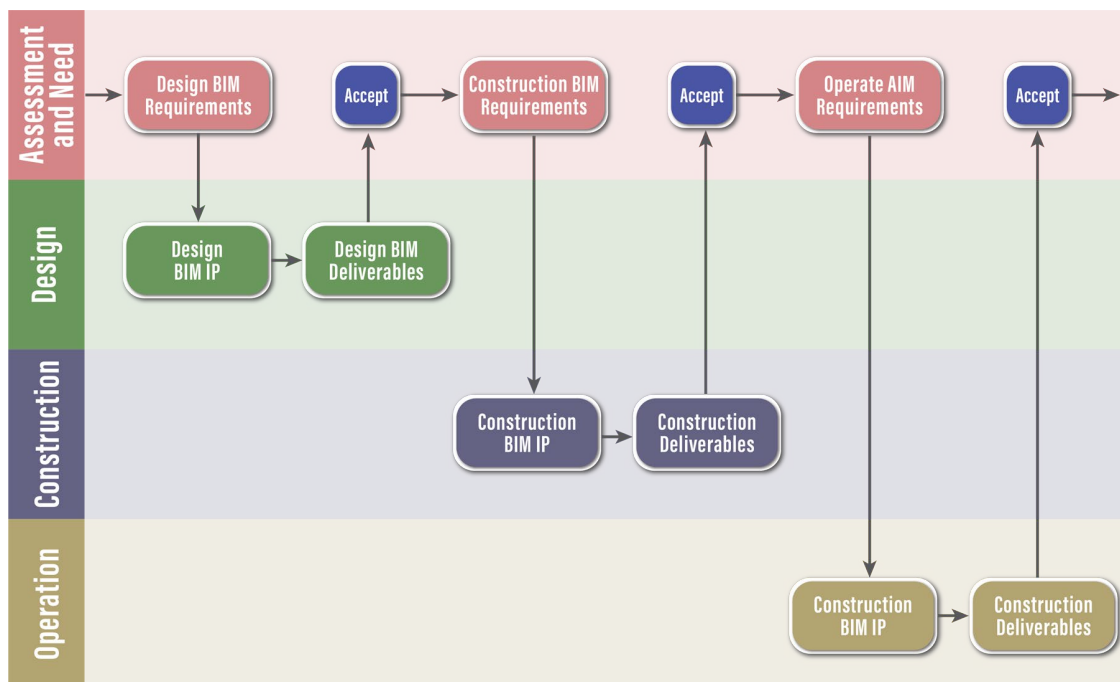 Assessment
and Need
Design BIM
Requirements
Accept
Construction BIM
Requirements
Accept
Operate AIM
Requirements
Accept
Design
Design
BIM IP
Design BIM
Deliverables
Construction
Construction
BIM IP
Construction
Deliverables
Operation
Construction
BIM IP
Construction
Deliverables